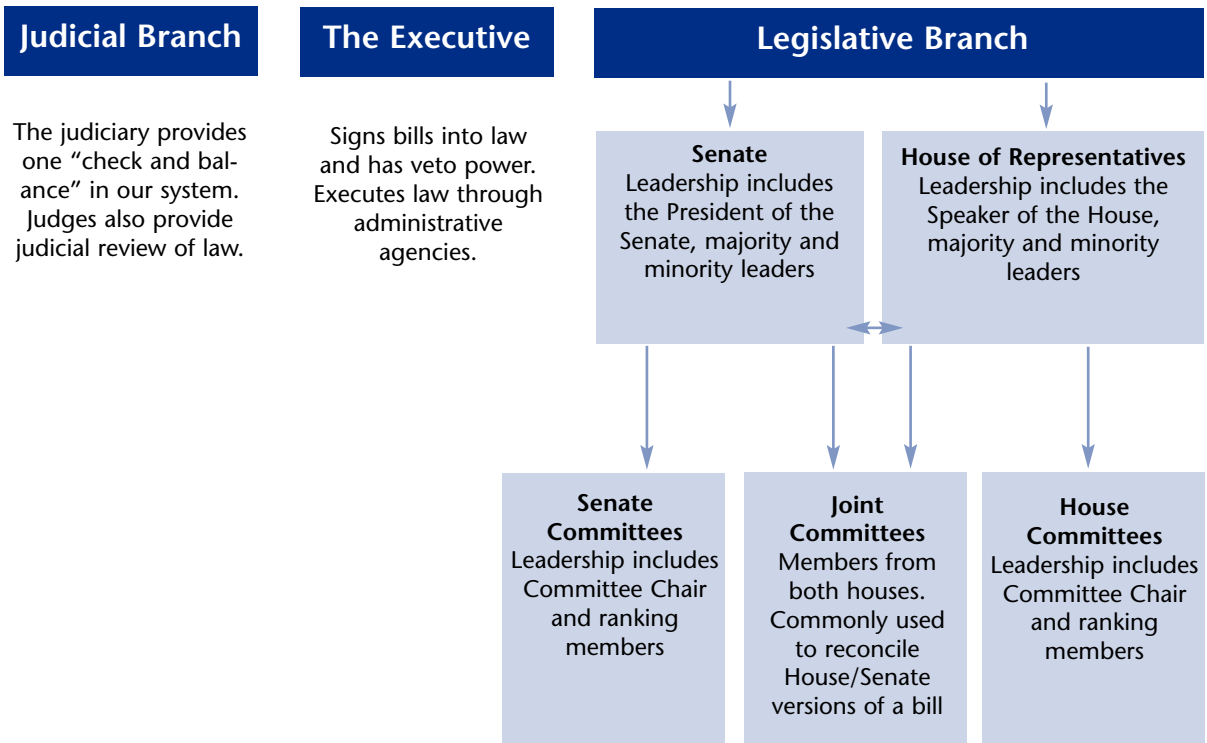 Judicial Branch
The judiciary provides
one “check and bal-
ance” in our system.
Judges also provide
judicial review of law.
The Executive
Signs bills into law
and has veto power.
Executes law through
administrative
agencies.
Legislative Branch
Senate
Leadership includes
the President of the
Senate, majority and
minority leaders
House of Representatives
Leadership includes the
Speaker of the House,
majority and minority
leaders
Senate
Committees
Leadership includes
Committee Chair
and ranking
members
Joint
Committees
Members from
both houses.
Commonly used
to reconcile
House/Senate
versions of a bill
House
Committees
Leadership includes
Committee Chair
and ranking
members